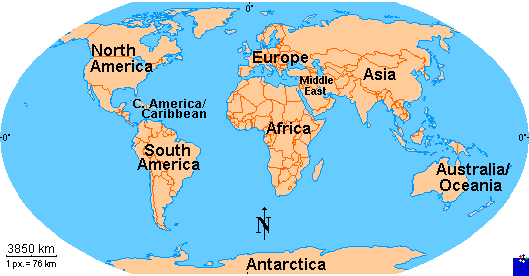 0°
North
America
Europe
Middle
East
Asia
C. America/
Caribbean
Africa
0°
0°
South
America
Australia/
Oceania
N
3850 km
1 px.= 76 km
Antarctica